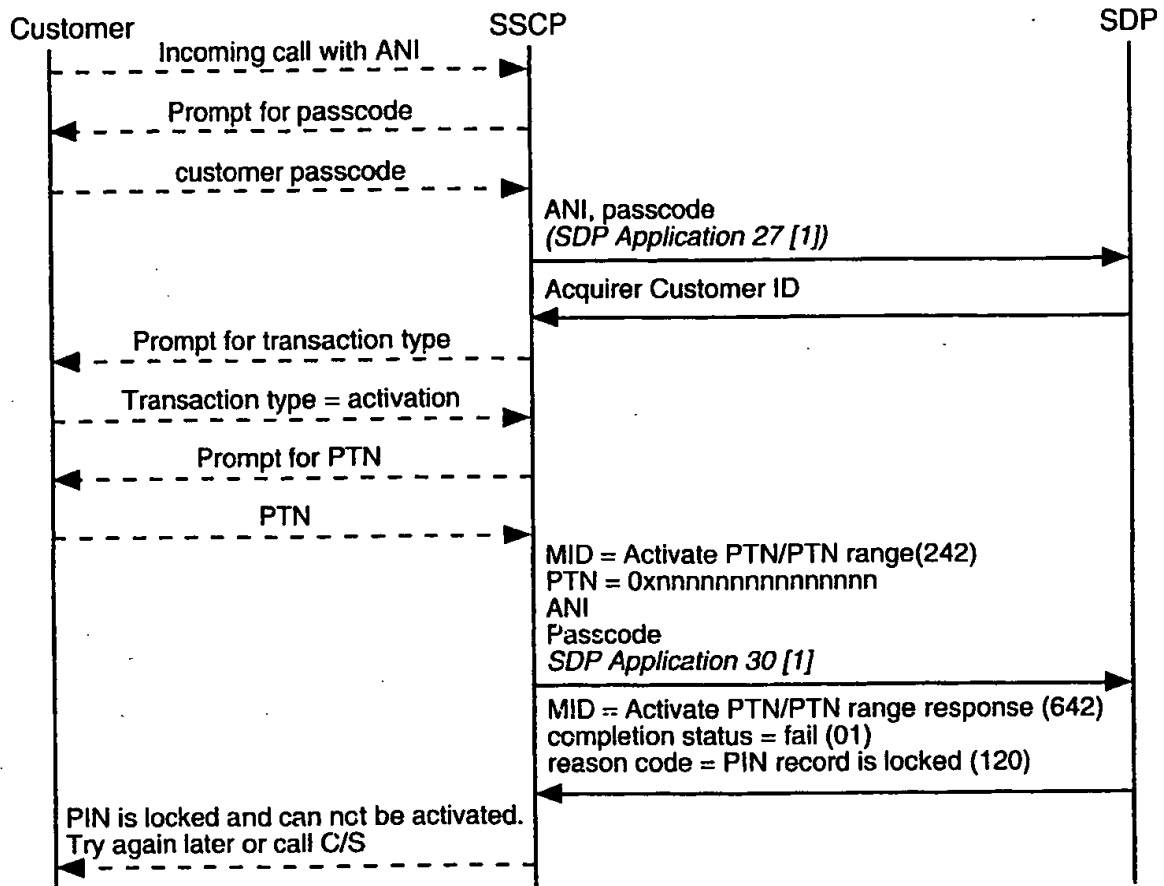 Customer
SSCP
SDP
Incoming call with ANI
Prompt for passcode
customer passcode
ANI, passcode
(SDP Application 27 [1])
Acquirer Customer ID
Prompt for transaction type
Transaction type = activation
Prompt for PTN
PTN
MID = Activate PTN/PTN range(242)
PTN = 0xnnnnnnnnnnnnnnnn
ANI
Passcode
SDP Application 30 [1]
MID = Activate PTN/PTN range response (642)
completion status = fail (01)
reason code = PIN record is locked (120)
PIN is locked and can not be activated.
Try again later or call C/S